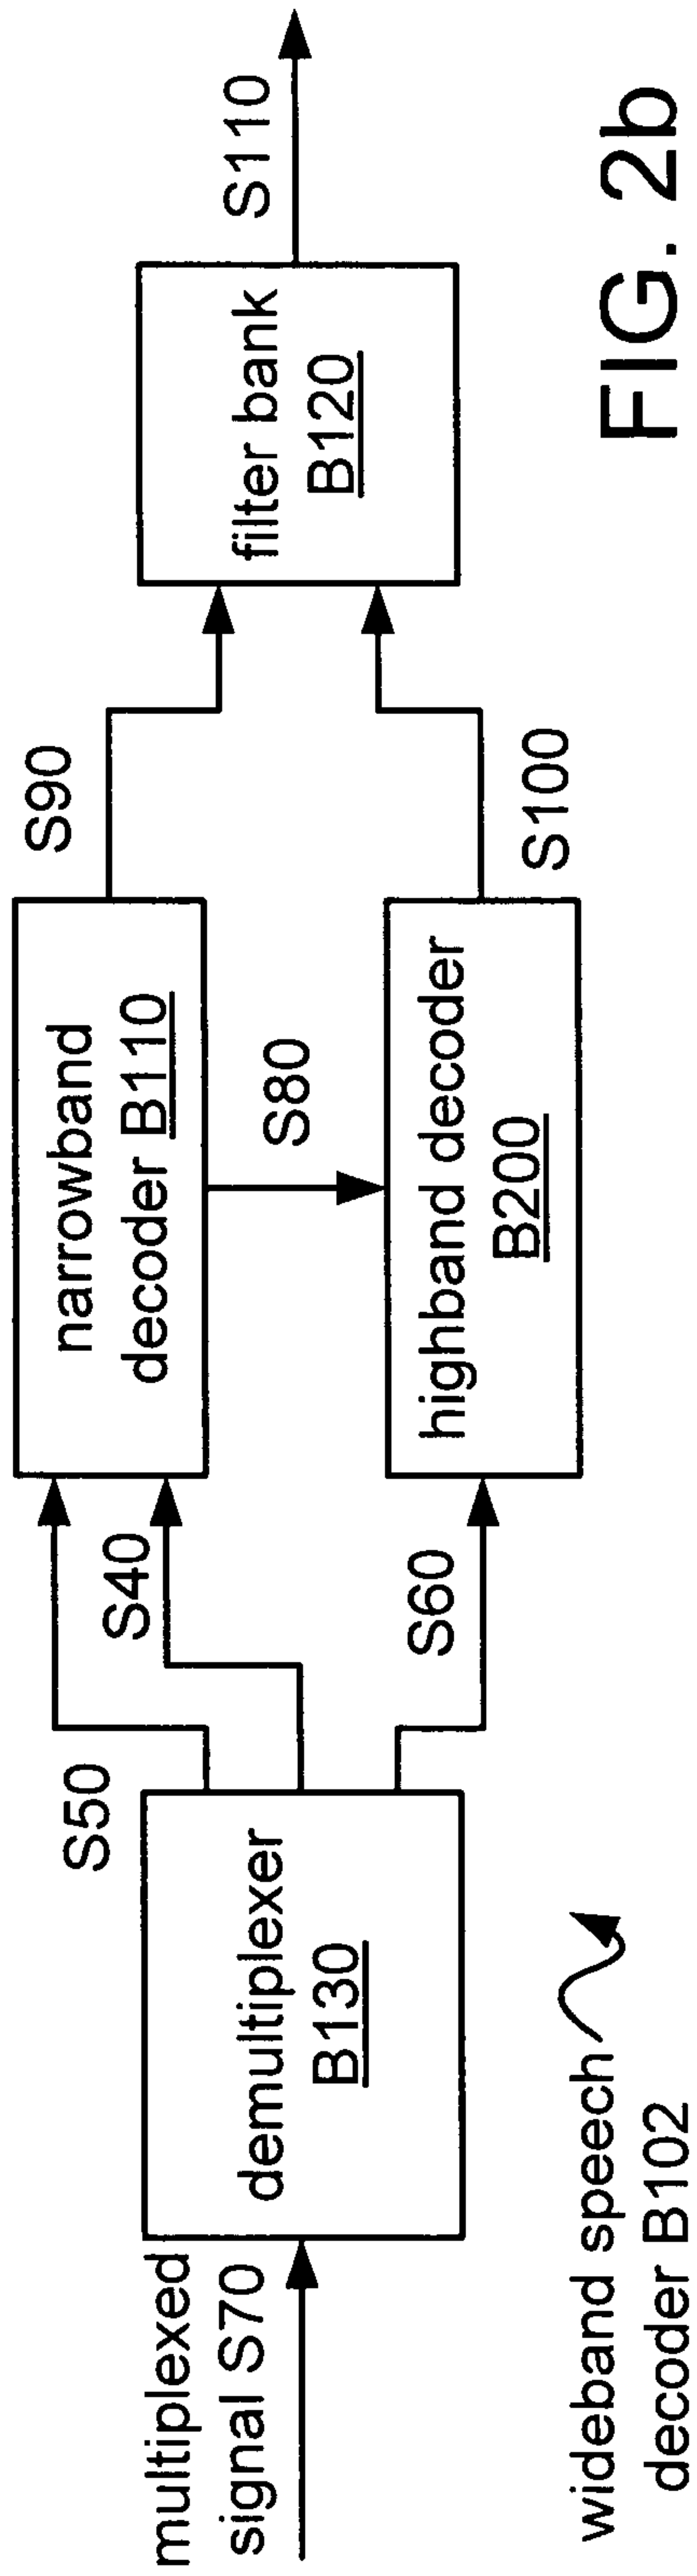 multiplexed
signal S70
demultiplexer
B130
S50
S40
S60
narrowband
decoder B110
S80
highband decoder
B200
S90
S100
filter bank
B120
S110
wideband speech
decoder B102
FIG. 2b